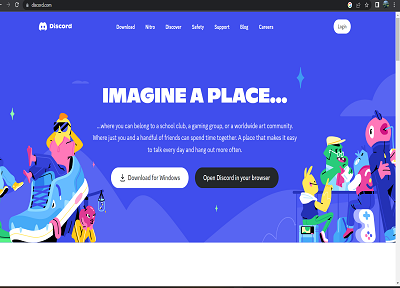 discord.com
Discord
Download Nitro Discover Safety Support Blog Careers
Login
IMAGINE A PLACE...
...where you can belong to a school club, a gaming group, or a worldwide art community.
Where just you and a handful of friends can spend time together. A place that makes it easy
to talk every day and hang out more often.
Download for Windows
Open Discord in your browser